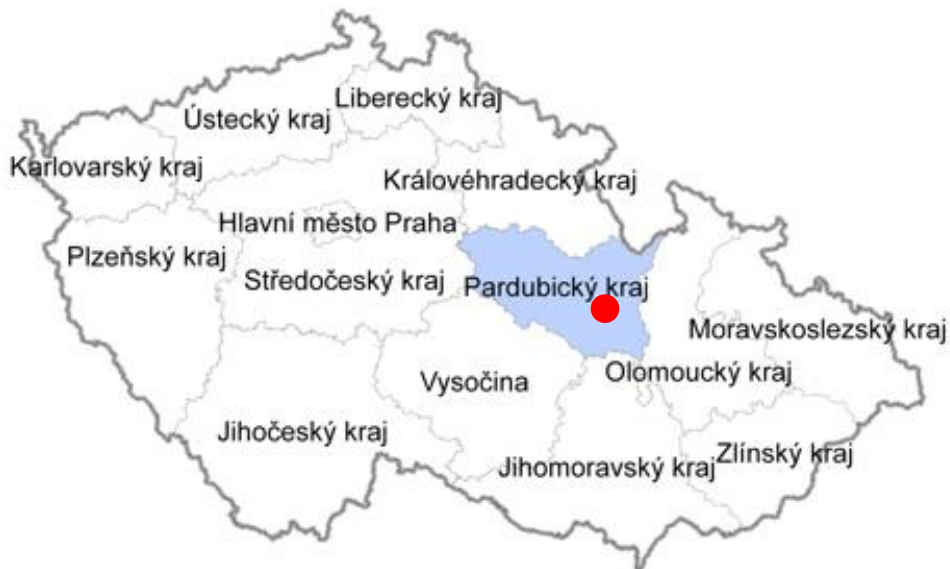 Liberecký kraj
Ústecký kraj
Karlovarský kraj
Královéhradecký kraj
Hlavní město Praha
Plzeňský kraj
Středočeský kraj
Pardubický kraj
Moravskoslezský kraj
Vysočina
Olomoucký kraj
Jihočeský kraj
Jihomoravský kraj
Zlínský kraj